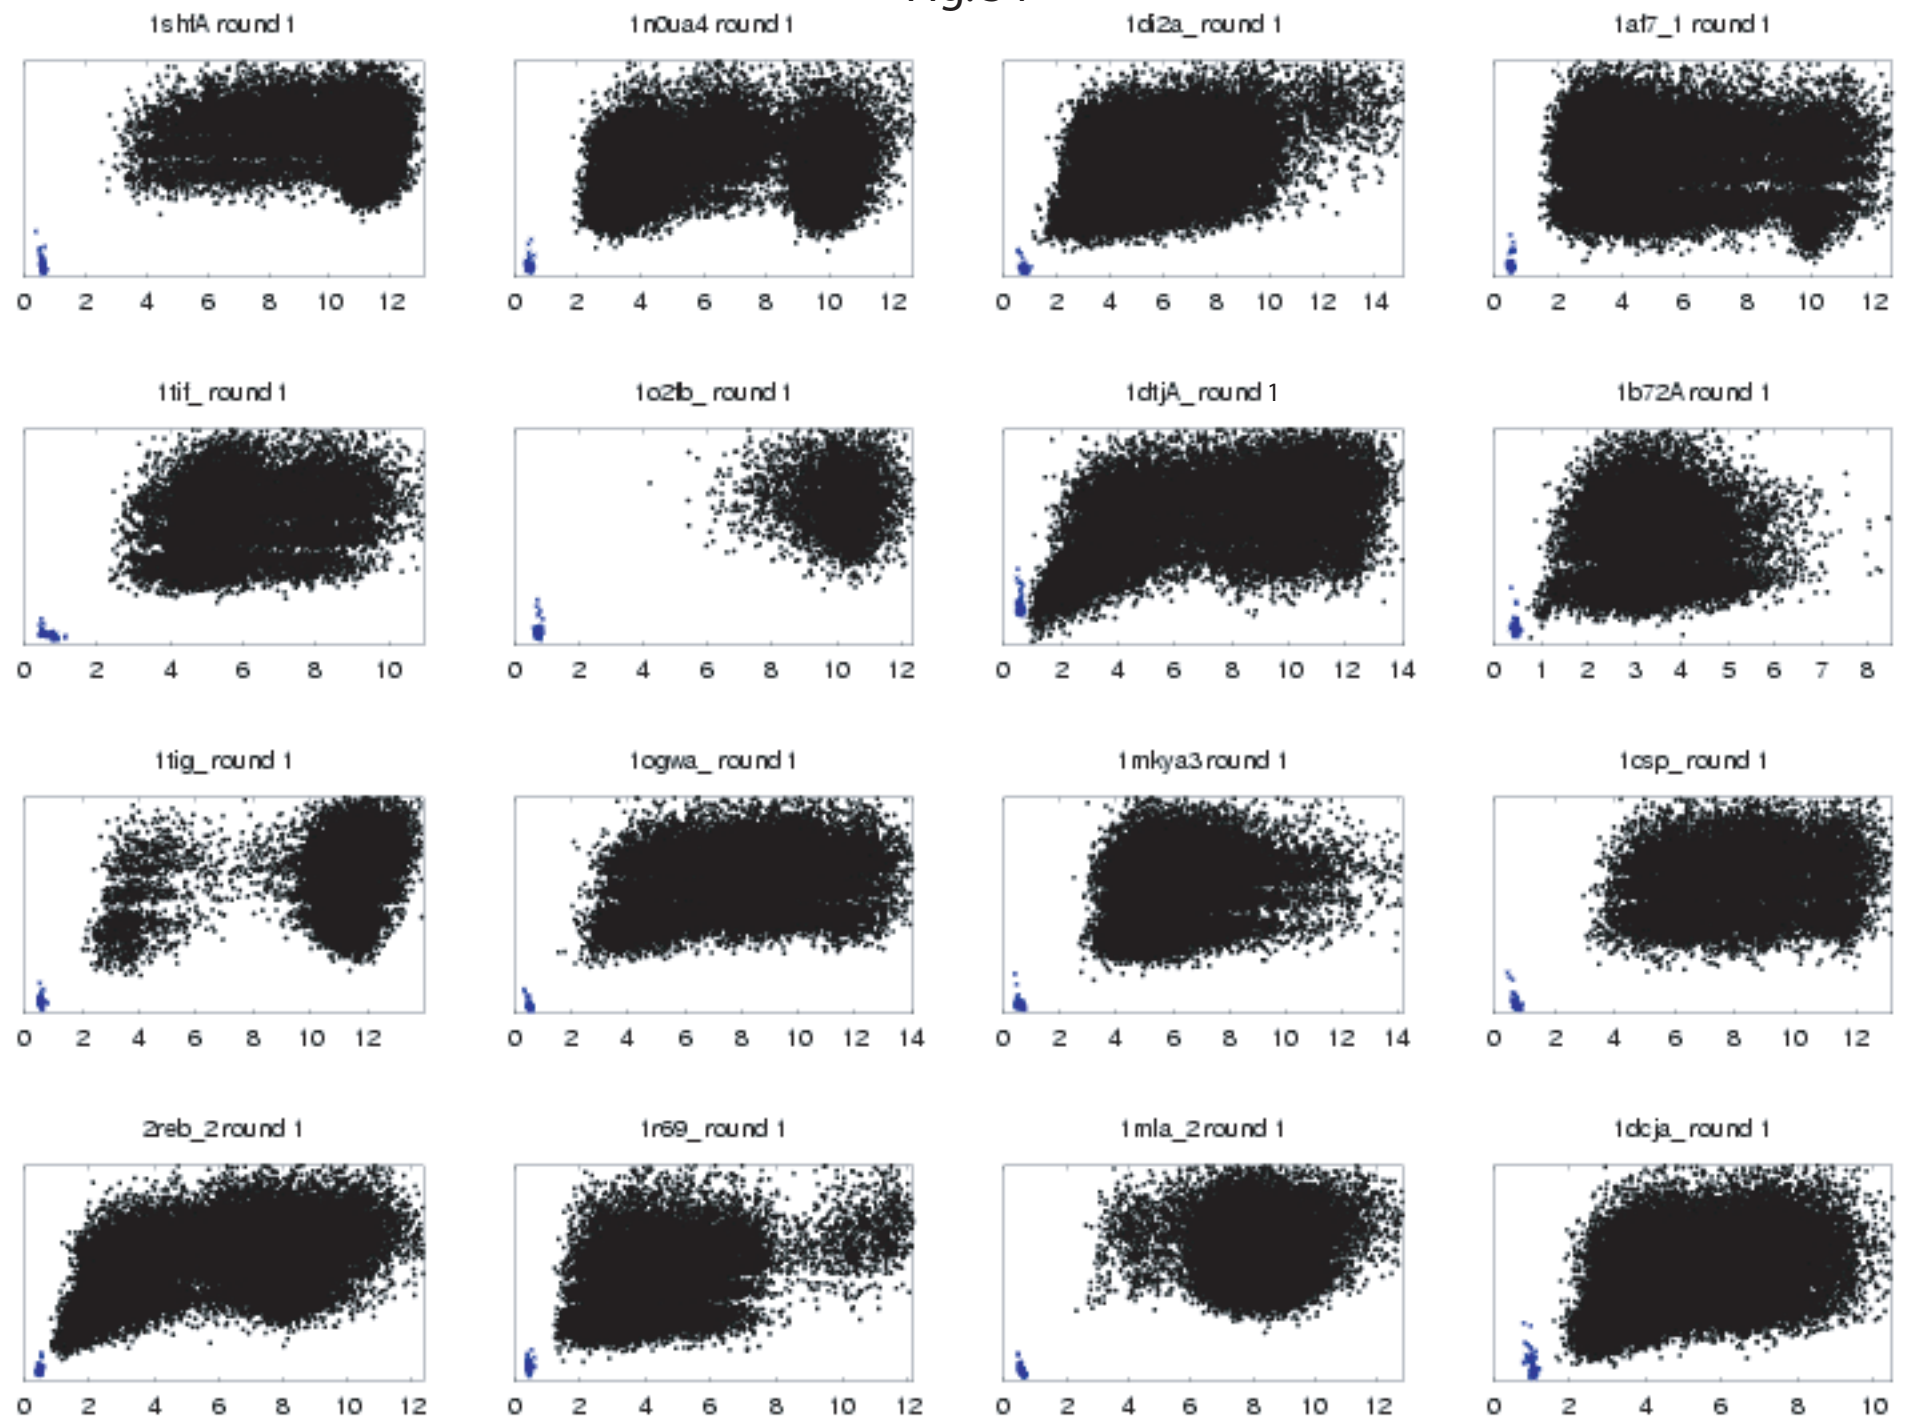 1shfA round 1 1n0ua4 round 1 1di2a_ round 1 1af7_1 round 1
0 2 4 6 8 10 12 0 2 4 6 8 10 12 0 2 4 6 8 10 12 14 0 2 4 6 8 10 12
1tif_ round 1 1o2fb_ round 1 1dtjA_ round 1 1b72A round 1
0 2 4 6 8 10 0 2 4 6 8 10 12 0 2 4 6 8 10 12 14 0 1 2 3 4 5 6 7 8
1tig_ round 1 1ogwa_ round 1 1mkya3 round 1 1csp_ round 1
0 2 4 6 8 10 12 0 2 4 6 8 10 12 14 0 2 4 6 8 10 12 14 0 2 4 6 8 10 12
2reb_2 round 1 1r69_ round 1 1mla_2 round 1 1dcja_ round 1
0 2 4 6 8 10 12 0 2 4 6 8 10 12 0 2 4 6 8 10 12 0 2 4 6 8 10